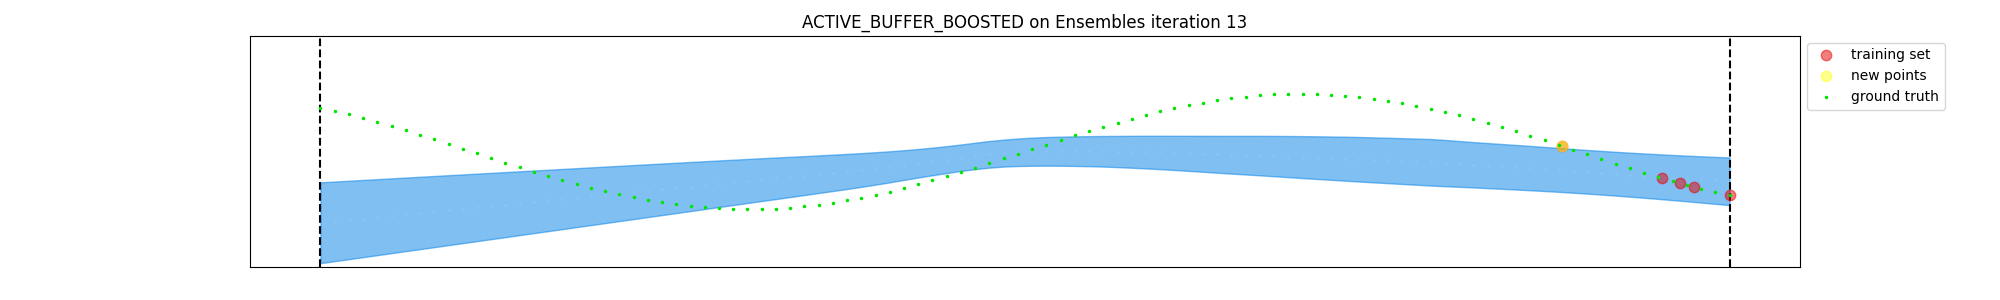 ACTIVE_BUFFER_BOOSTED on Ensembles iteration 13
training set
new points
ground truth